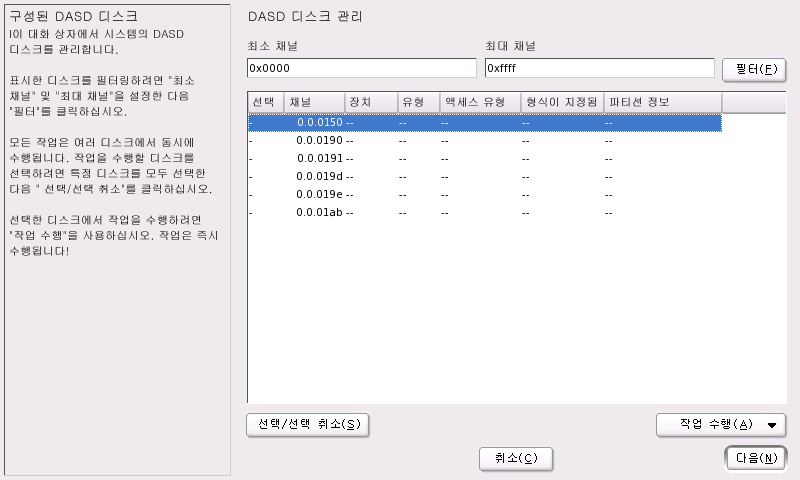 구성된 DASD 디스크
이 대화 상자에서 시스템의 DASD
디스크를 관리합니다.
표시한 디스크를 필터링하려면 "최소
채널" 및 "최대 채널"을 설정한 다음
"필터"를 클릭하십시오.
모든 작업은 여러 디스크에서 동시에
수행됩니다. 작업을 수행할 디스크를
선택하려면 특정 디스크를 모두 선택한
다음 " 선택/선택 취소"를 클릭하십시오.
선택한 디스크에서 작업을 수행하려면
"작업 수행"을 사용하십시오. 작업은 즉시
수행됩니다!
DASD 디스크 관리
최소 채널 최대 채널
0x0000 0xffff 필터(F)
선택 채널 장치 유형 액세스 유형 형식이 지정됨 파티션 정보
- 0.0.0150 -- -- -- -- --
- 0.0.0190 -- -- -- -- --
- 0.0.0191 -- -- -- -- --
- 0.0.019d -- -- -- -- --
- 0.0.019e -- -- -- -- --
- 0.0.01ab -- -- -- -- --
선택/선택 취소(S) 작업 수행(A)
취소(C) 다음(N)